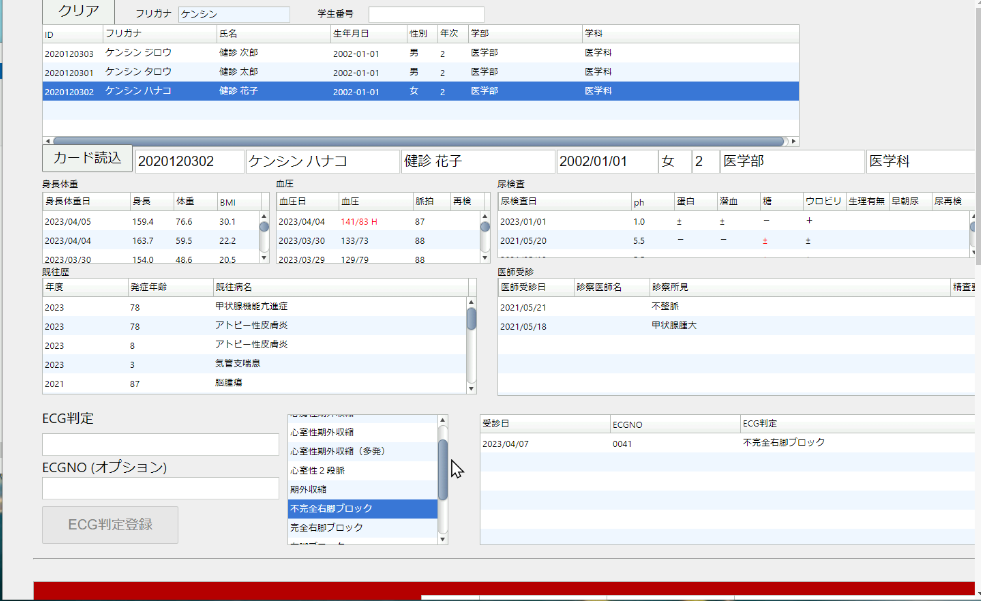 クリア フリガナ ケンシン 学生番号
ID フリガナ 氏名 生年月日 性別 年次 学部 学科
2020120303 ケンシン ジロウ 健診 次郎 2002-01-01 男 2 医学部 医学科
2020120301 ケンシン タロウ 健診 太郎 2002-01-01 男 2 医学部 医学科
2020120302 ケンシン ハナコ 健診 花子 2002-01-01 女 2 医学部 医学科
カード読込 2020120302 ケンシン ハナコ 健診 花子 2002/01/01 女 2 医学部 医学科
身長体重 血圧 尿検査
身長体重日 身長 体重 BMI 血圧日 血圧 脈拍 再検 尿検査日 ph 蛋白 潜血 糖 ウロビリ 生理有無 早朝尿 尿再検
2023/04/05 159.4 76.6 30.1 2023/04/04 141/83 H 87 2023/01/01 1.0 ± ± − +
2023/04/04 163.7 59.5 22.2 2023/03/30 133/73 88 2021/05/20 5.5 − − ± ±
2023/03/30 154.0 48.6 20.5 2023/03/29 129/79 88
既往歴 医師受診
年度 発症年齢 既往病名 医師受診日 診察医師名 診察所見
2023 78 甲状腺機能亢進症 2021/05/21 不整脈
2023 78 アトピー性皮膚炎 2021/05/18 甲状腺腫大
2023 8 アトピー性皮膚炎
2023 3 気管支喘息
2021 87 脳腫瘍
ECG判定
ECGNO (オプション)
ECG判定登録
心室性期外収縮
心室性期外収縮（多発）
心室性２段脈
期外収縮
不完全右脚ブロック
完全右脚ブロック
受診日 ECGNO ECG判定
2023/04/07 0041 不完全右脚ブロック